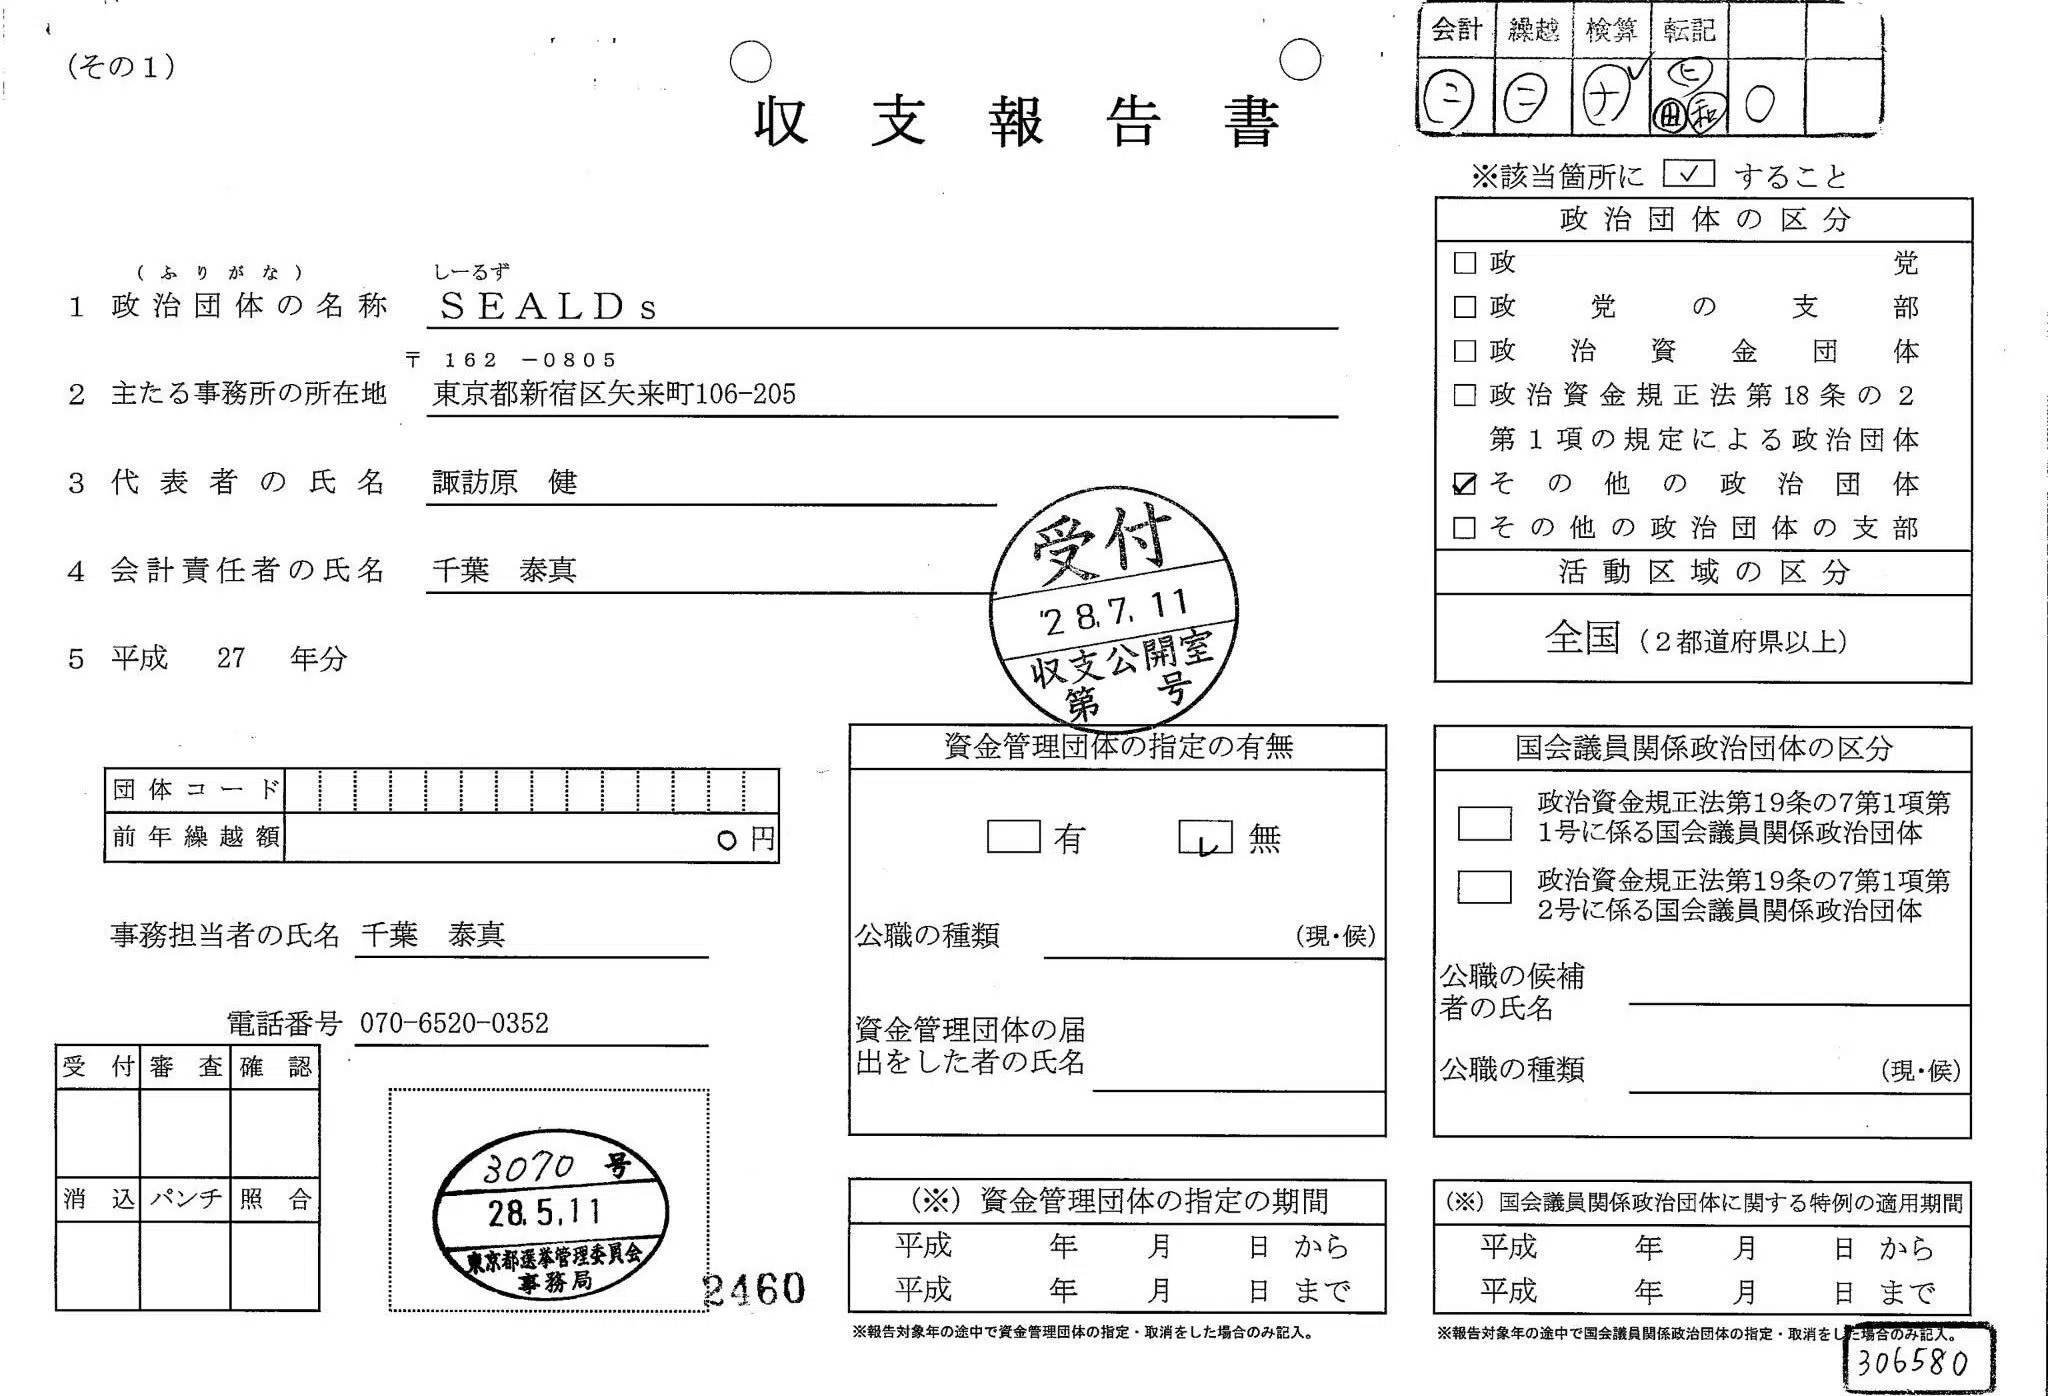 (その1)
収支報告書
会計 繰越 検算 転記
ニ ニ ナ ヒ 田 和 ○
※該当箇所に ✓ すること
政治団体の区分
□政党
□政党の支部
□政治資金団体
□政治資金規正法第18条の2
第1項の規定による政治団体
☑その他の政治団体
□その他の政治団体の支部
活動区域の区分
全国(2都道府県以上)
(ふりがな) しーるず
1 政治団体の名称 SEALDs
〒 162 -0805
2 主たる事務所の所在地 東京都新宿区矢来町106-205
3 代表者の氏名 諏訪原 健
4 会計責任者の氏名 千葉 泰真
5 平成 27 年分
受付
'28.7.11
収支公開室
第 号
団体コード
前年繰越額 0円
事務担当者の氏名 千葉 泰真
電話番号 070-6520-0352
受付 審査 確認
消込 パンチ 照合
3070 号
28.5.11
東京都選挙管理委員会
事務局
2460
資金管理団体の指定の有無
□有 ☑無
公職の種類 (現・候)
資金管理団体の届
出をした者の氏名
(※)資金管理団体の指定の期間
平成 年 月 日 から
平成 年 月 日 まで
※報告対象年の途中で資金管理団体の指定・取消をした場合のみ記入。
国会議員関係政治団体の区分
□ 政治資金規正法第19条の7第1項第
1号に係る国会議員関係政治団体
□ 政治資金規正法第19条の7第1項第
2号に係る国会議員関係政治団体
公職の候補
者の氏名
公職の種類 (現・候)
(※)国会議員関係政治団体に関する特例の適用期間
平成 年 月 日 から
平成 年 月 日 まで
※報告対象年の途中で国会議員関係政治団体の指定・取消をした場合のみ記入。
306580